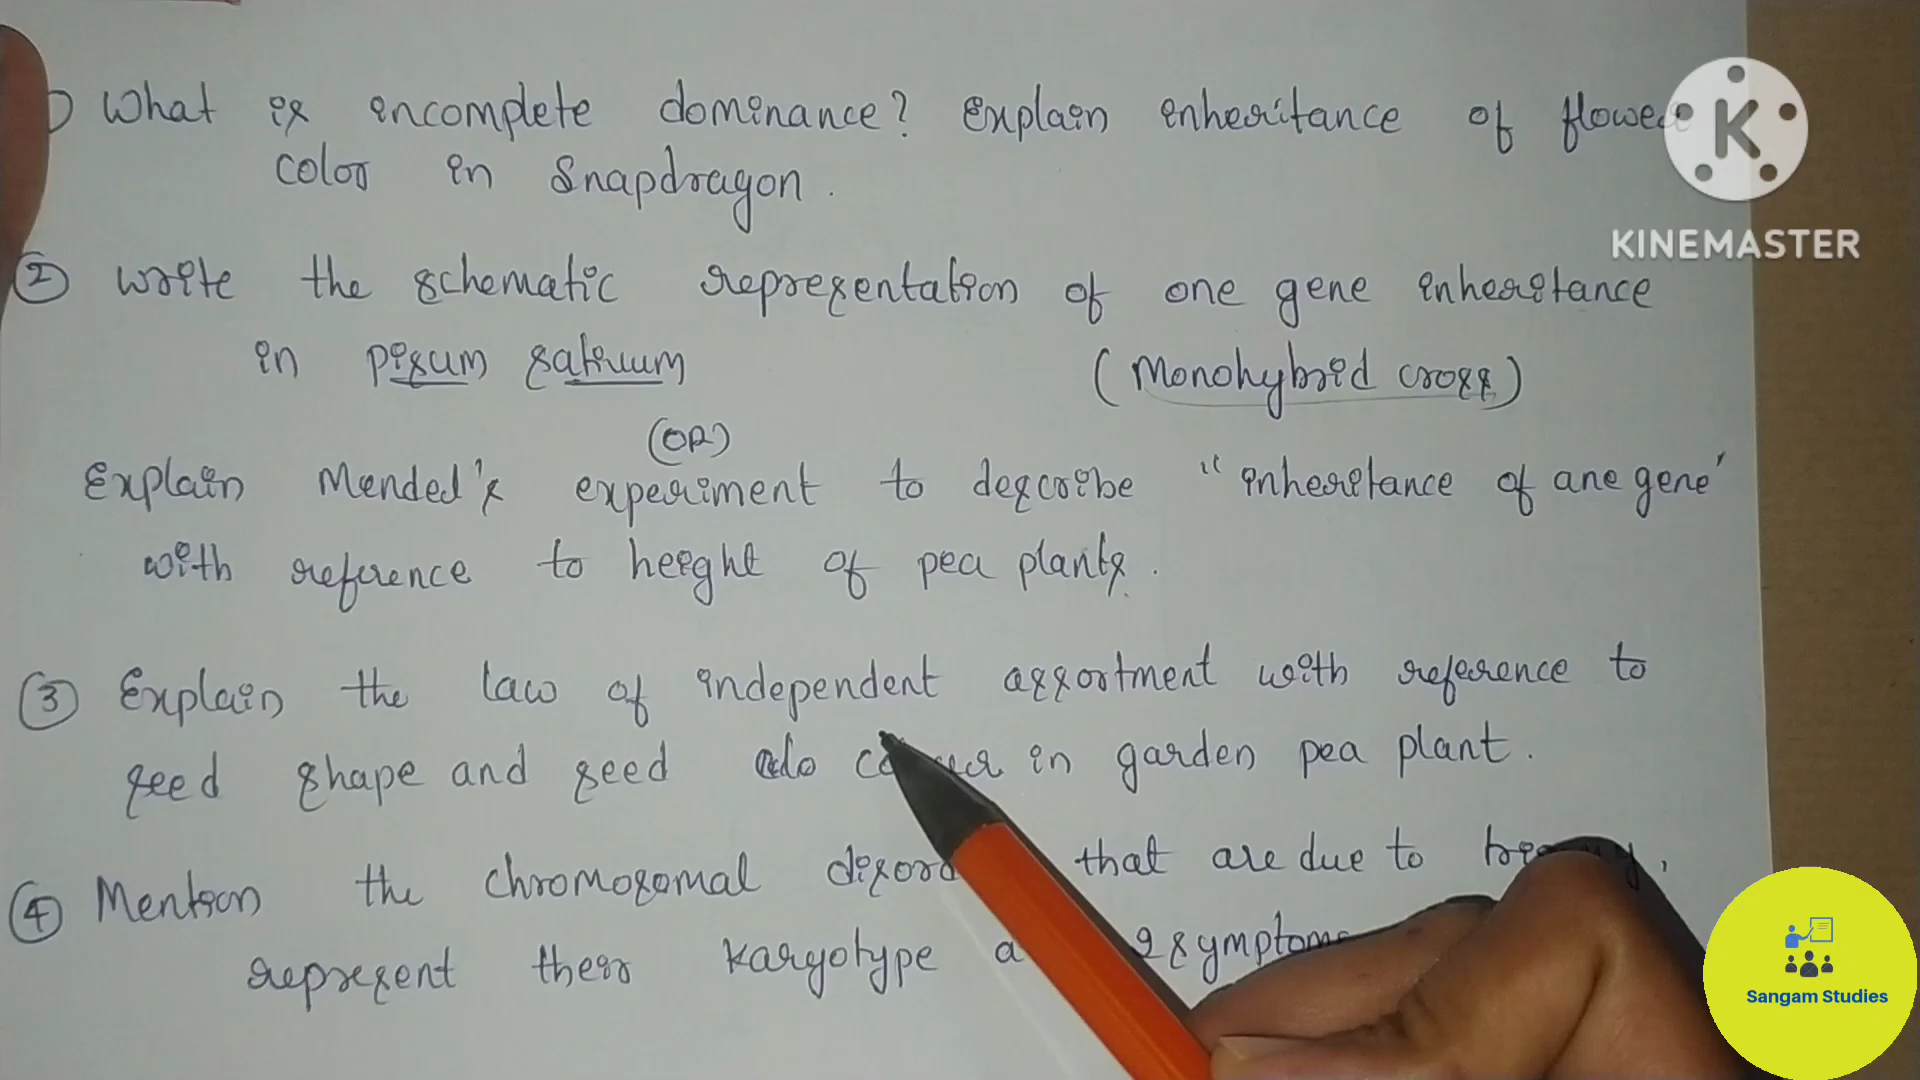 ) What is incomplete dominance? Explain inheritance of flower
color in Snapdragon.
② Write the schematic representation of one gene inheritance
in pisum sativum (Monohybrid cross)
(OR)
Explain Mendel's experiment to describe "inheritance of ane gene"
with reference to height of pea plants.
③ Explain the law of independent assortment with reference to
seed shape and seed in garden pea plant.
④ Mention the chromosomal that are due to
represent their karyotype symptoms
K
KINEMASTER
Sangam Studies